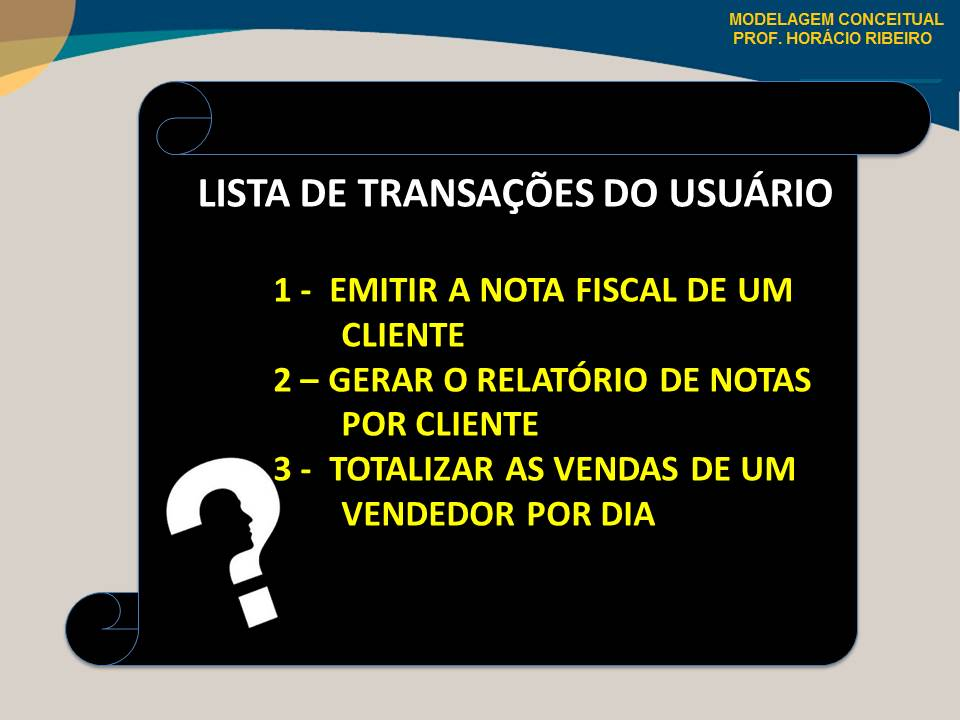 MODELAGEM CONCEITUAL
PROF. HORÁCIO RIBEIRO
LISTA DE TRANSAÇÕES DO USUÁRIO
1 - EMITIR A NOTA FISCAL DE UM
CLIENTE
2 – GERAR O RELATÓRIO DE NOTAS
POR CLIENTE
3 - TOTALIZAR AS VENDAS DE UM
VENDEDOR POR DIA